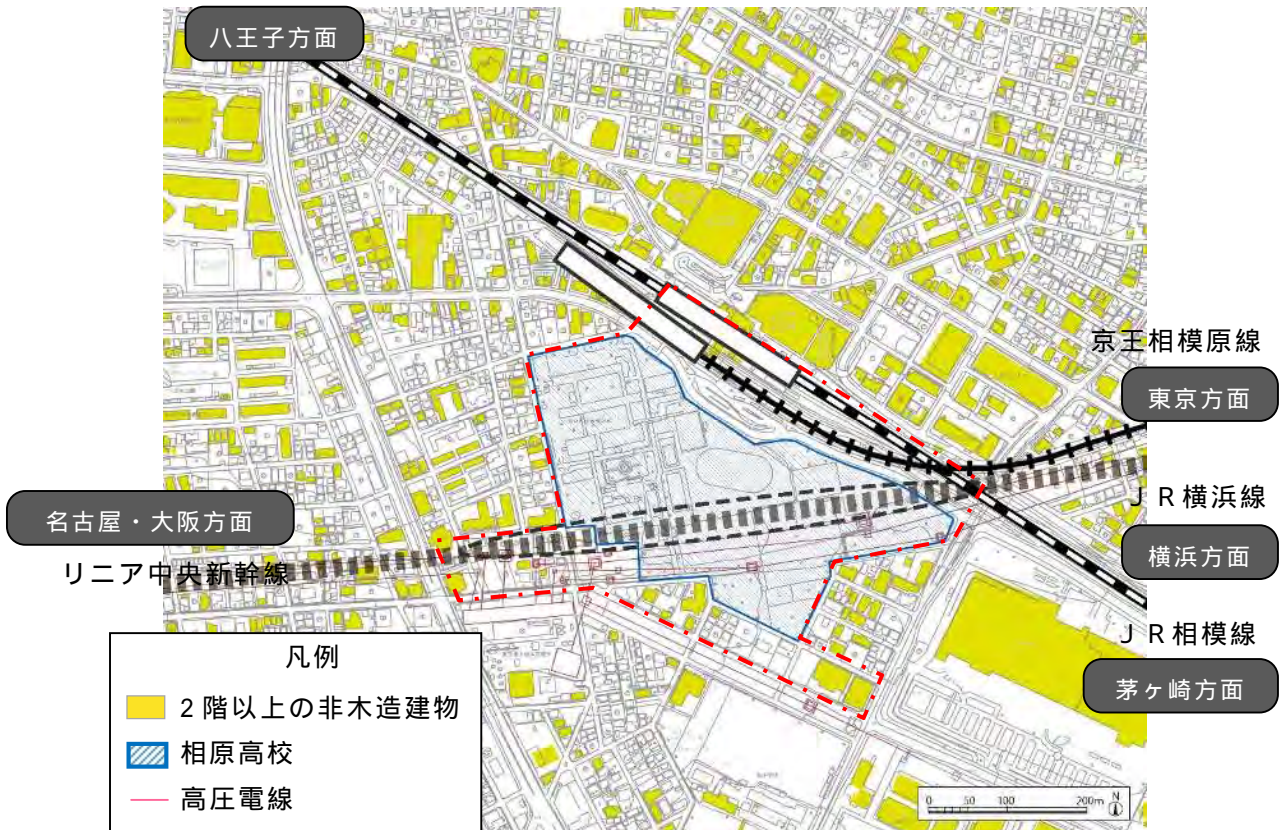 八王子方面
京王相模原線
東京方面
JR横浜線
横浜方面
JR相模線
茅ヶ崎方面
名古屋・大阪方面
リニア中央新幹線
凡例
2階以上の非木造建物
相原高校
高圧電線
0 50 100 200m N